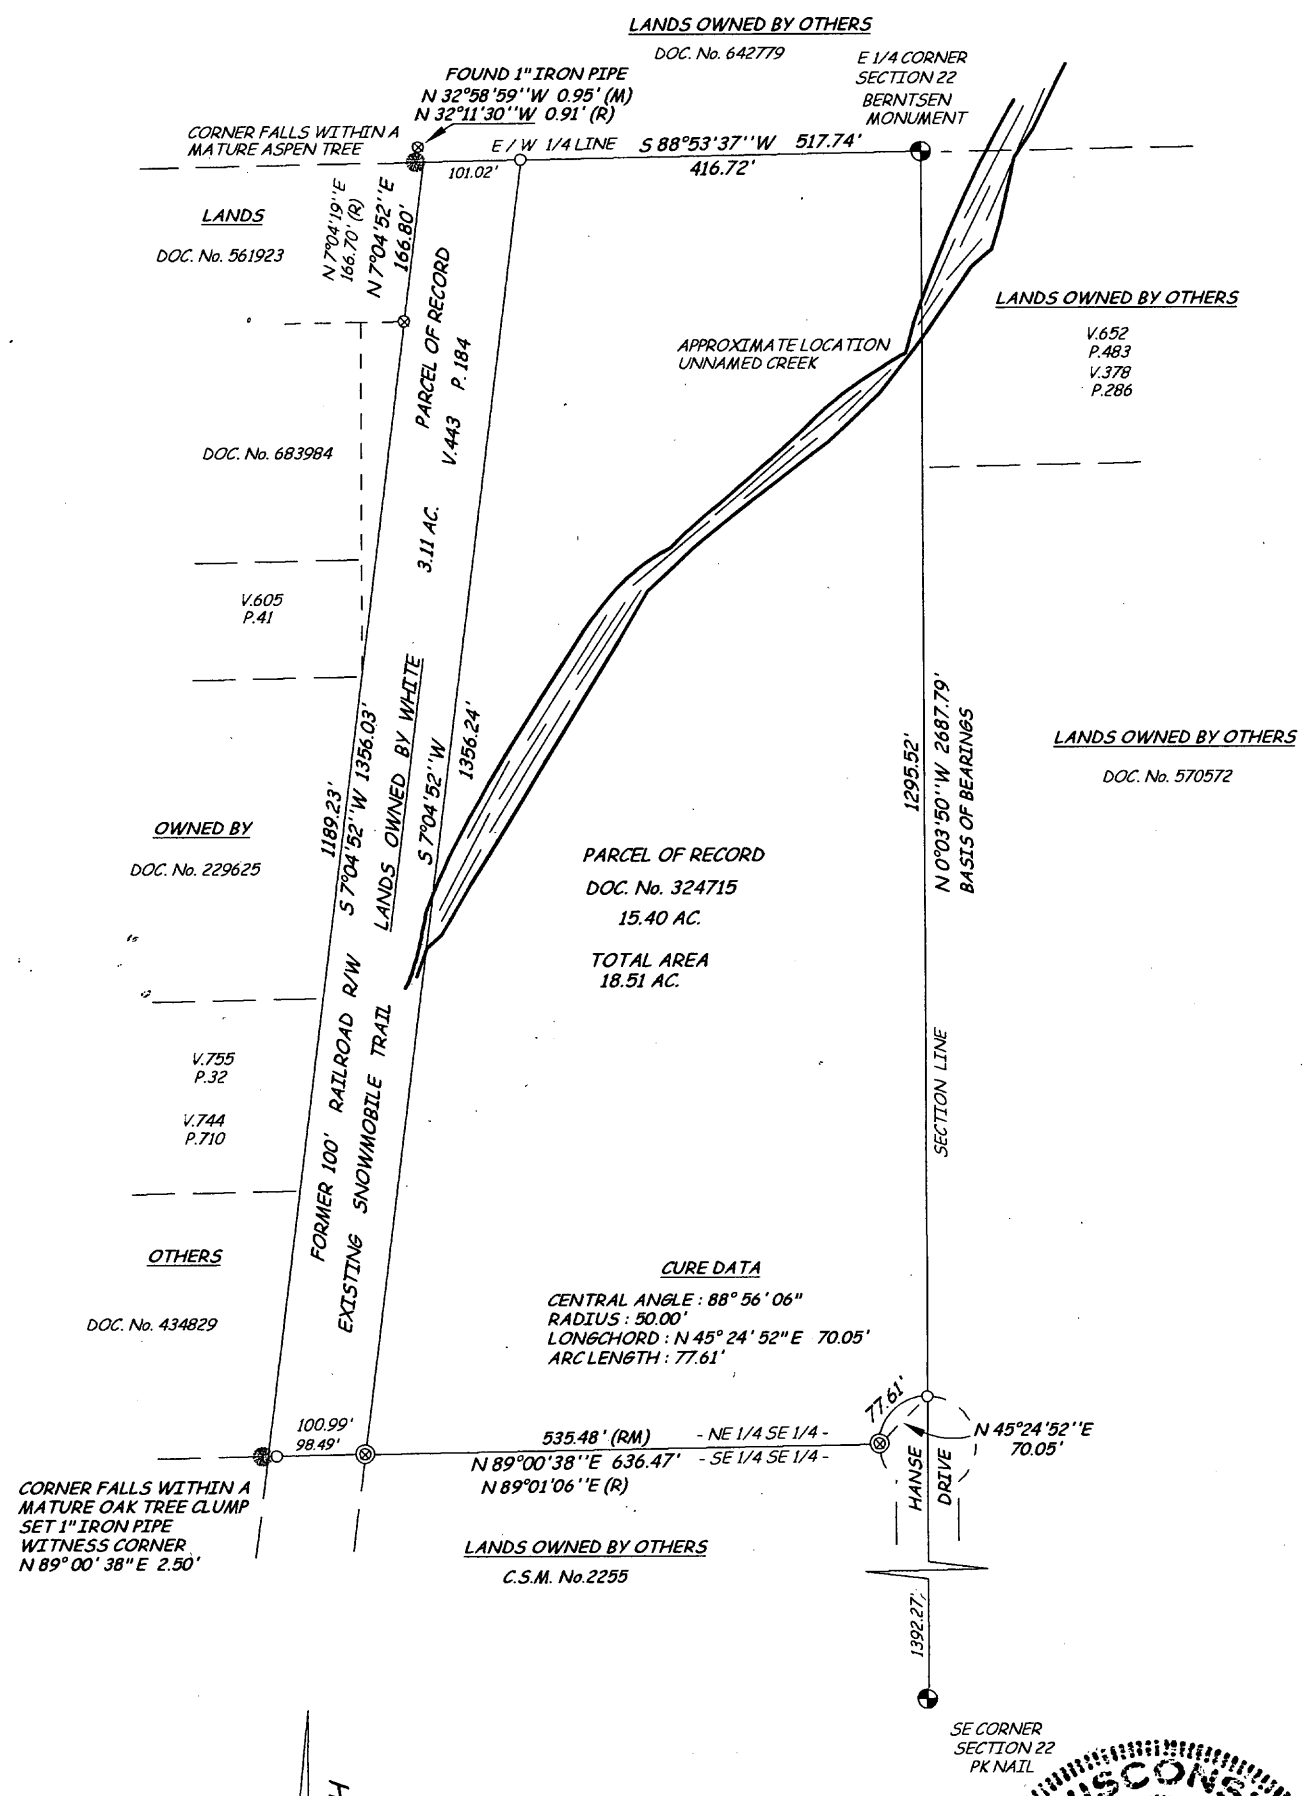 LANDS OWNED BY OTHERS
DOC. No. 642779
E 1/4 CORNER
SECTION 22
BERNTSEN
MONUMENT
FOUND 1" IRON PIPE
N 32°58'59''W 0.95' (M)
N 32°11'30''W 0.91' (R)
CORNER FALLS WITHIN A
MATURE ASPEN TREE
E / W 1/4 LINE S 88°53'37''W 517.74'
101.02'
416.72'
LANDS
DOC. No. 561923
N 7°04'19''E
166.70' (R)
N 7°04'52''E
166.80'
PARCEL OF RECORD
V.443 P.184
3.11 AC.
APPROXIMATE LOCATION
UNNAMED CREEK
LANDS OWNED BY OTHERS
V.652
P.483
V.378
P.286
DOC. No. 683984
V.605
P.41
1189.23'
S 7°04'52''W 1356.03'
LANDS OWNED BY WHITE
S 7°04'52''W
1356.24'
1295.52'
N 0°03'50''W 2687.79'
BASIS OF BEARINGS
LANDS OWNED BY OTHERS
DOC. No. 570572
OWNED BY
DOC. No. 229625
PARCEL OF RECORD
DOC. No. 324715
15.40 AC.
TOTAL AREA
18.51 AC.
FORMER 100' RAILROAD R/W
EXISTING SNOWMOBILE TRAIL
SECTION LINE
V.755
P.32
V.744
P.710
OTHERS
DOC. No. 434829
CURE DATA
CENTRAL ANGLE : 88° 56' 06"
RADIUS : 50.00'
LONGCHORD : N 45° 24' 52" E 70.05'
ARC LENGTH : 77.61'
77.61'
N 45°24'52''E
70.05'
100.99'
98.49'
535.48' (RM) - NE 1/4 SE 1/4 -
N 89°00'38''E 636.47' - SE 1/4 SE 1/4 -
N 89°01'06''E (R)
HANSE
DRIVE
CORNER FALLS WITHIN A
MATURE OAK TREE CLUMP
SET 1" IRON PIPE
WITNESS CORNER
N 89° 00' 38" E 2.50'
LANDS OWNED BY OTHERS
C.S.M. No.2255
1392.27'
SE CORNER
SECTION 22
PK NAIL